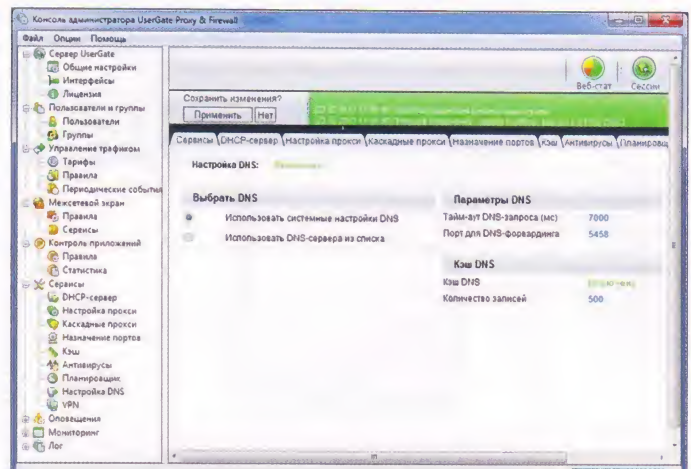 Консоль администратора UserGate Proxy & Firewall
Файл Опции Помощь
Сервер UserGate
Общие настройки
Интерфейсы
Лицензия
Пользователи и группы
Пользователи
Группы
Управление трафиком
Тарифы
Правила
Периодические события
Межсетевой экран
Правила
Сервисы
Контроль приложений
Правила
Статистика
Сервисы
DHCP-сервер
Настройка прокси
Каскадные прокси
Назначение портов
Кэш
Антивирусы
Планировщик
Настройка DNS
VPN
Оповещения
Мониторинг
Лог
Веб-стат Сессии
Сохранить изменения?
Применить Нет
Сервисы DHCP-сервер Настройка прокси Каскадные прокси Назначение портов Кэш Антивирусы Планировщ
Настройка DNS:
Выбрать DNS
Использовать системные настройки DNS
Использовать DNS-сервера из списка
Параметры DNS
Тайм-аут DNS-запроса (мс) 7000
Порт для DNS-форвардинга 5458
Кэш DNS
Кэш DNS
Количество записей 500